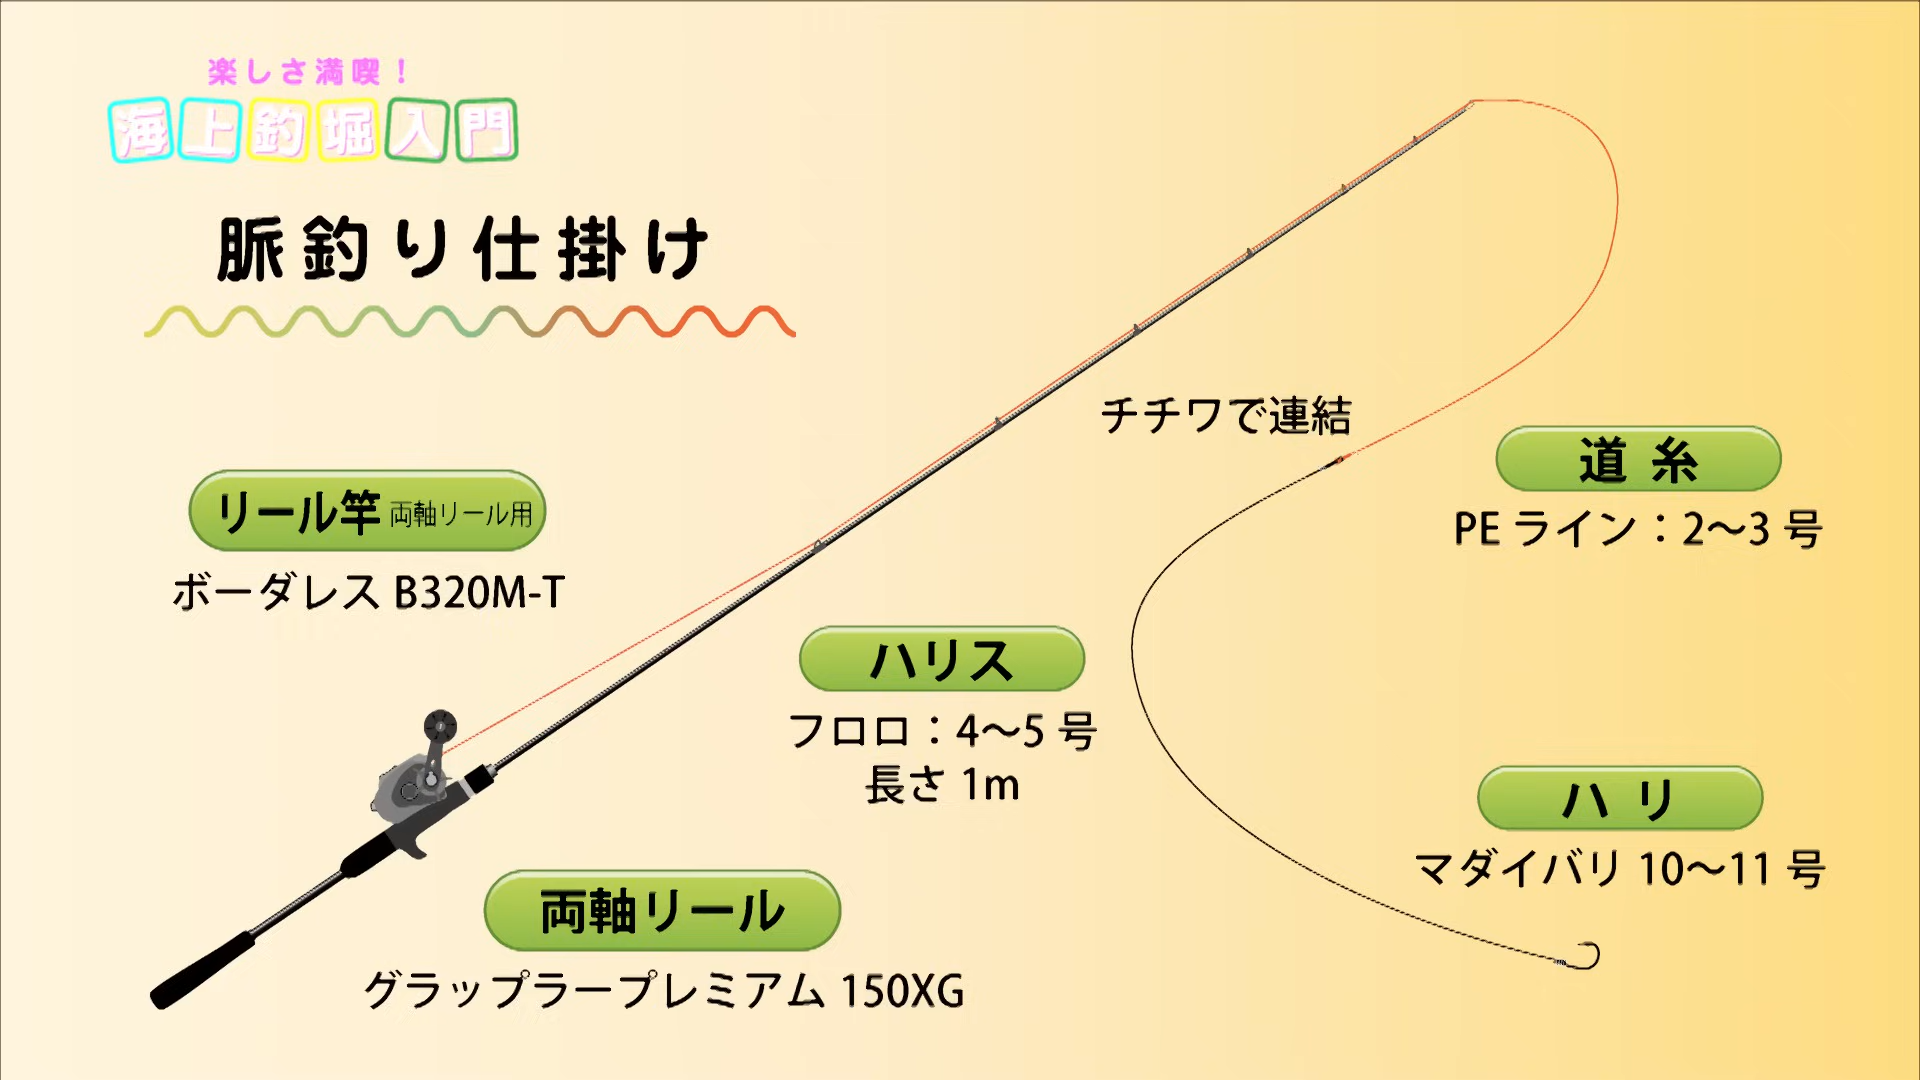 楽しさ満喫！
海上釣堀入門
脈釣り仕掛け
チチワで連結
道糸
PEライン：2〜3号
リール竿 両軸リール用
ボーダレス B320M-T
ハリス
フロロ：4〜5号
長さ 1m
ハリ
マダイバリ 10〜11号
両軸リール
グラップラープレミアム 150XG